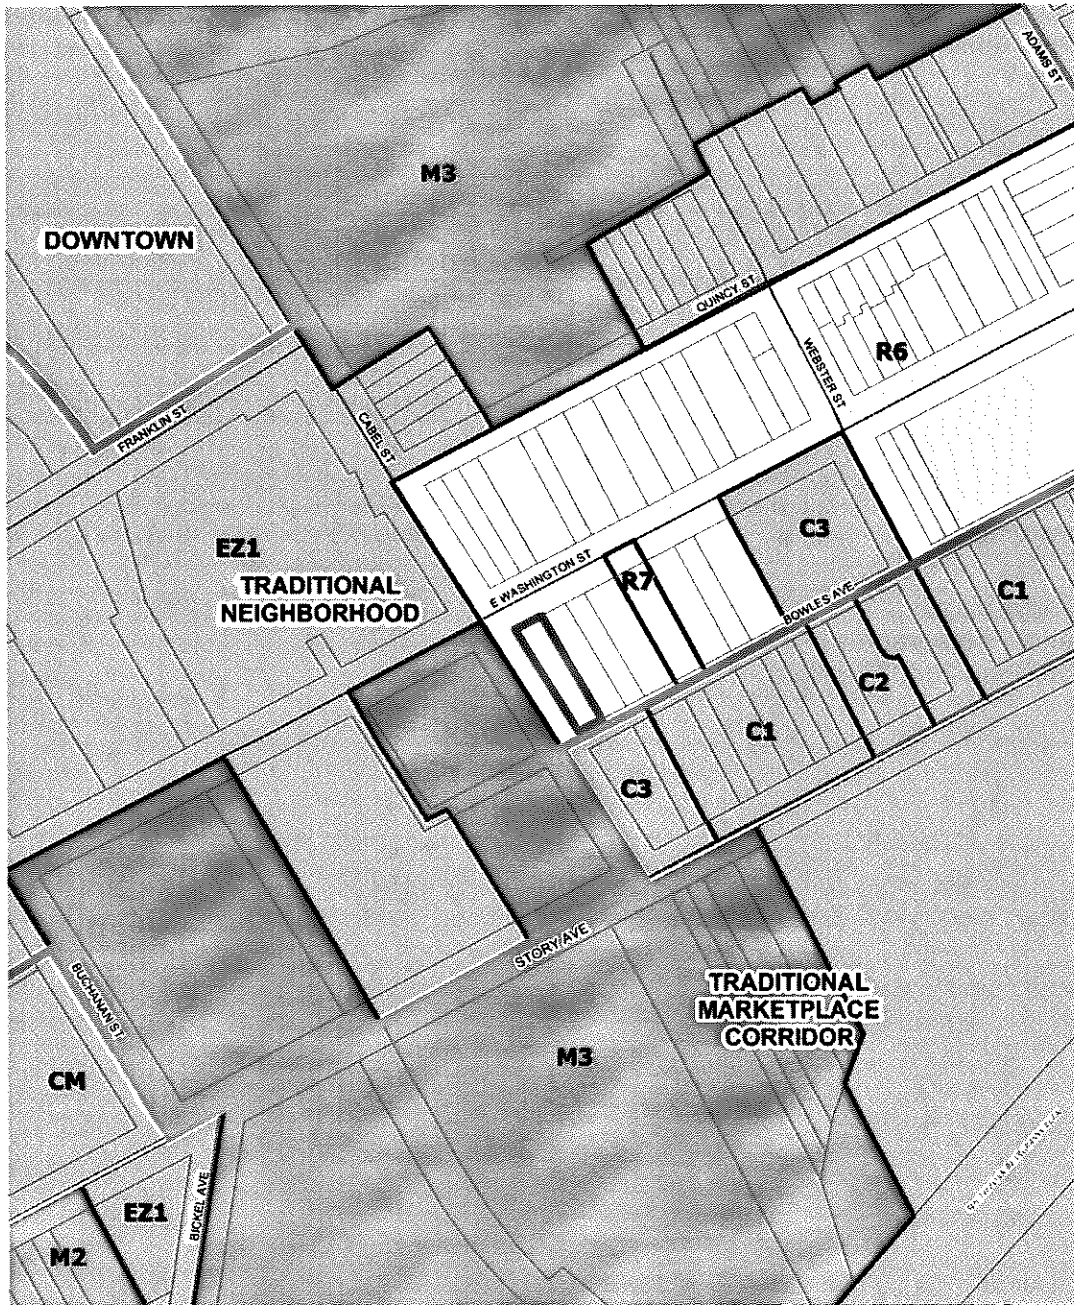 ADAMS ST
M3
DOWNTOWN
QUINCY ST
WEBSTER ST
R6
FRANKLIN ST
CABEL ST
EZ1
TRADITIONAL
NEIGHBORHOOD
E WASHINGTON ST
R7
C3
BOWLES AVE
C1
C2
C1
C3
STORY AVE
BUCHANAN ST
TRADITIONAL
MARKETPLACE
CORRIDOR
M3
CM
EZ1
BICKEL AVE
M2